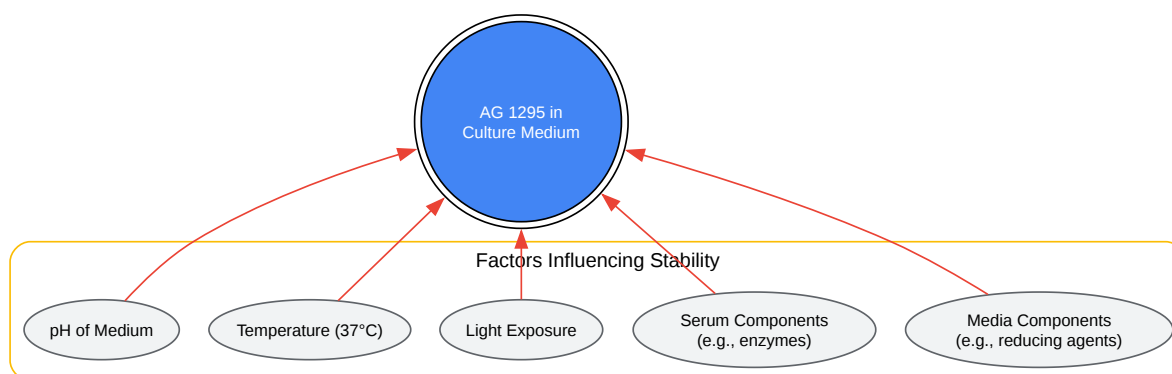 AG 1295 in
Culture Medium
Factors Influencing Stability
pH of Medium
Temperature (37°C)
Light Exposure
Serum Components
(e.g., enzymes)
Media Components
(e.g., reducing agents)